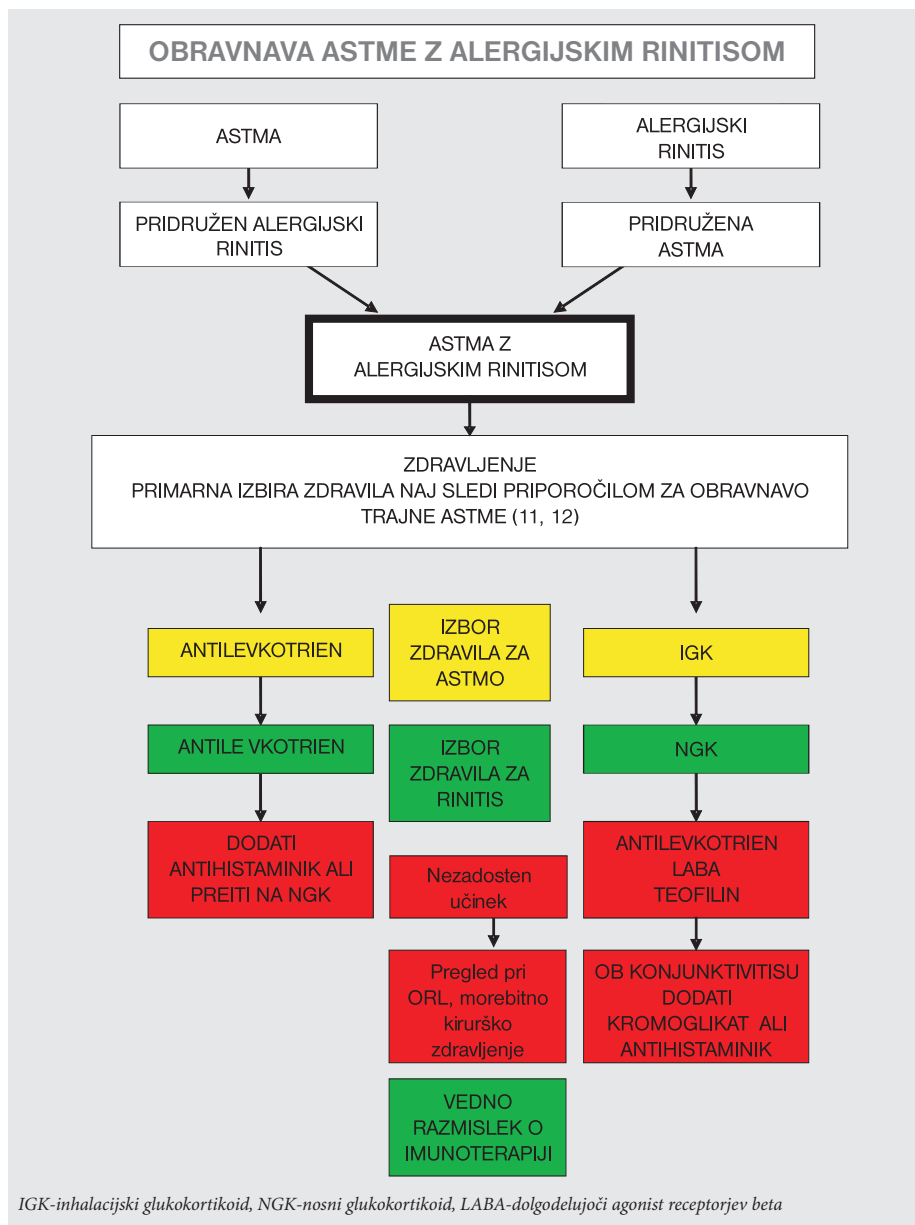 OBRAVNAVA ASTME Z ALERGIJSKIM RINITISOM
ASTMA
ALERGIJSKI
RINITIS
PRIDRUŽEN ALERGIJSKI
RINITIS
PRIDRUŽENA
ASTMA
ASTMA Z
ALERGIJSKIM RINITISOM
ZDRAVLJENJE
PRIMARNA IZBIRA ZDRAVILA NAJ SLEDI PRIPOROČILOM ZA OBRAVNAVO
TRAJNE ASTME (11, 12)
ANTILEVKOTRIEN
IZBOR
ZDRAVILA ZA
ASTMO
IGK
ANTILE VKOTRIEN
IZBOR
ZDRAVILA ZA
RINITIS
NGK
DODATI
ANTIHISTAMINIK ALI
PREITI NA NGK
Nezadosten
učinek
ANTILEVKOTRIEN
LABA
TEOFILIN
Pregled pri
ORL, morebitno
kirurško
zdravljenje
OB KONJUNKTIVITISU
DODATI
KROMOGLIKAT ALI
ANTIHISTAMINIK
VEDNO
RAZMISLEK O
IMUNOTERAPIJI
IGK-inhalacijski glukokortikoid, NGK-nosni glukokortikoid, LABA-dolgodelujoči agonist receptorjev beta